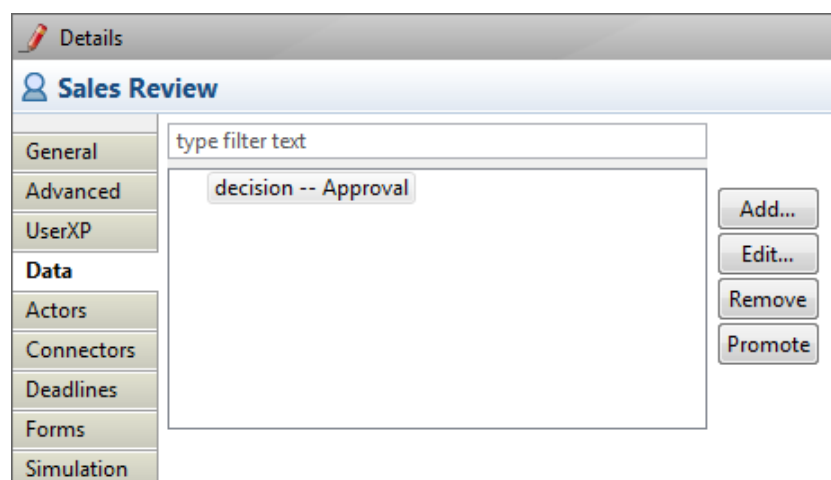 Details
Sales Review
General
Advanced
UserXP
Data
Actors
Connectors
Deadlines
Forms
Simulation
type filter text
decision -- Approval
Add...
Edit...
Remove
Promote